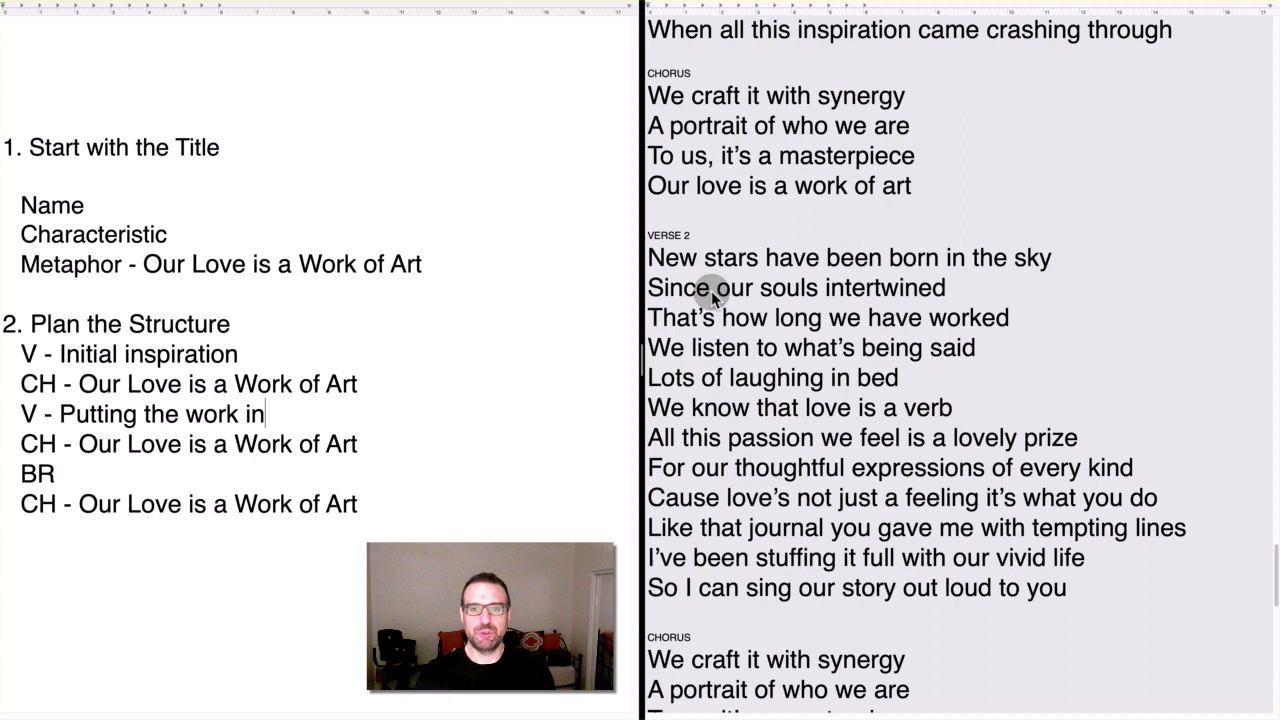 1. Start with the Title
Name
Characteristic
Metaphor - Our Love is a Work of Art
2. Plan the Structure
V - Initial inspiration
CH - Our Love is a Work of Art
V - Putting the work in
CH - Our Love is a Work of Art
BR
CH - Our Love is a Work of Art
When all this inspiration came crashing through
CHORUS
We craft it with synergy
A portrait of who we are
To us, it’s a masterpiece
Our love is a work of art
VERSE 2
New stars have been born in the sky
Since our souls intertwined
That’s how long we have worked
We listen to what’s being said
Lots of laughing in bed
We know that love is a verb
All this passion we feel is a lovely prize
For our thoughtful expressions of every kind
Cause love’s not just a feeling it’s what you do
Like that journal you gave me with tempting lines
I’ve been stuffing it full with our vivid life
So I can sing our story out loud to you
CHORUS
We craft it with synergy
A portrait of who we are